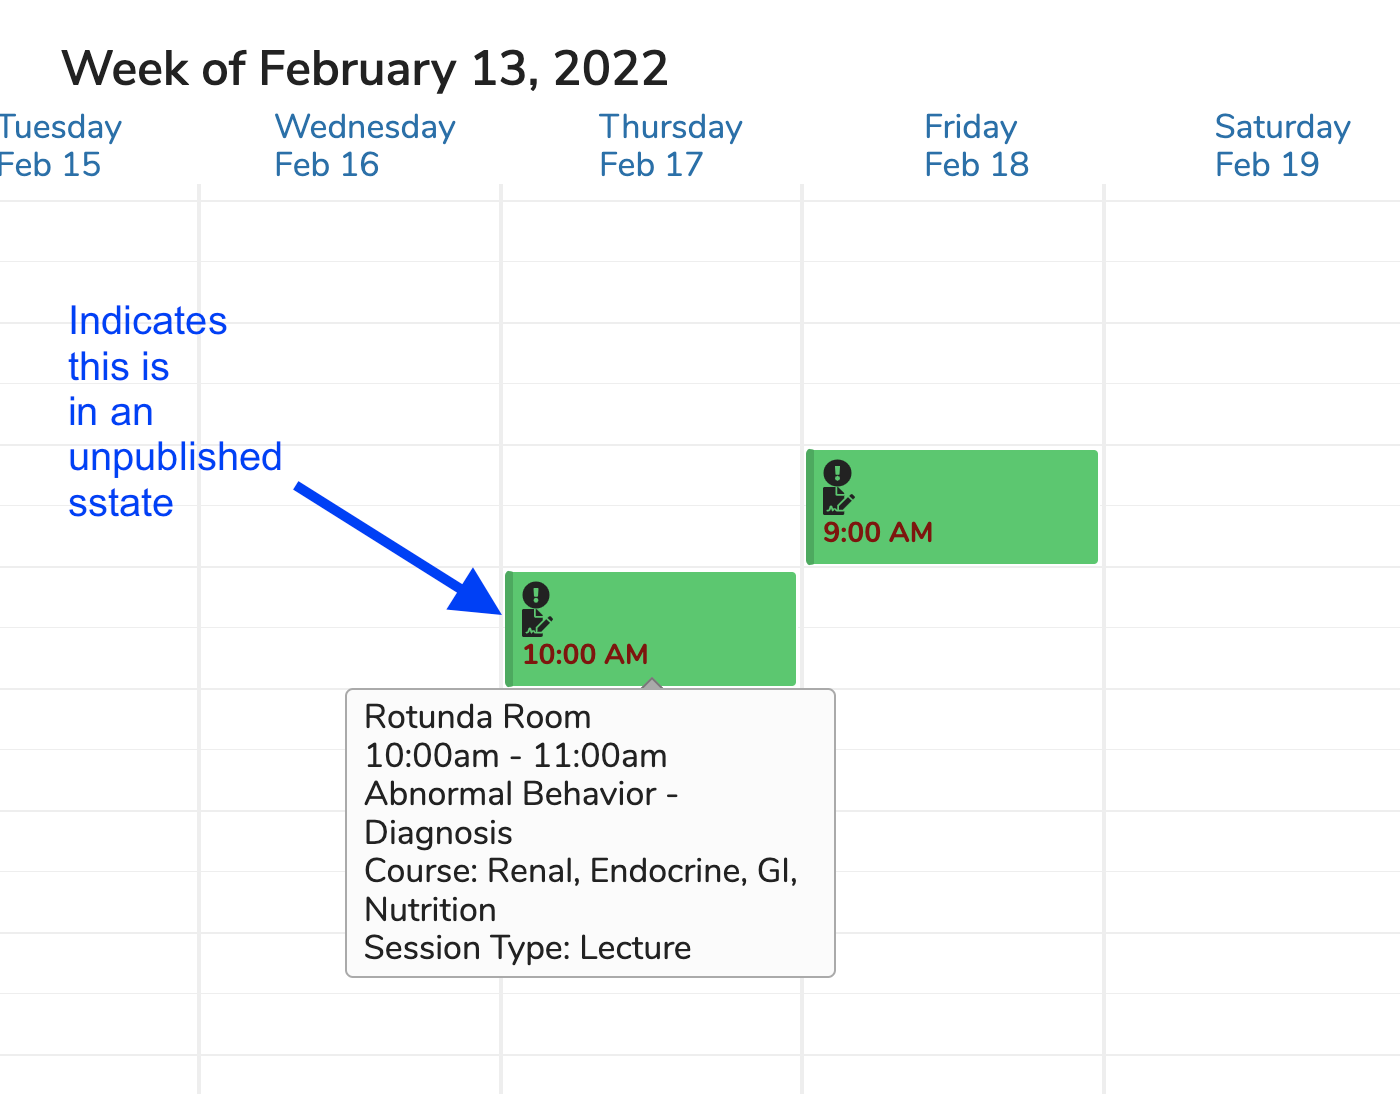 Week of February 13, 2022
Tuesday
Feb 15
Wednesday
Feb 16
Thursday
Feb 17
Friday
Feb 18
Saturday
Feb 19
Indicates
this is
in an
unpublished
sstate
9:00 AM
10:00 AM
Rotunda Room
10:00am - 11:00am
Abnormal Behavior -
Diagnosis
Course: Renal, Endocrine, GI,
Nutrition
Session Type: Lecture